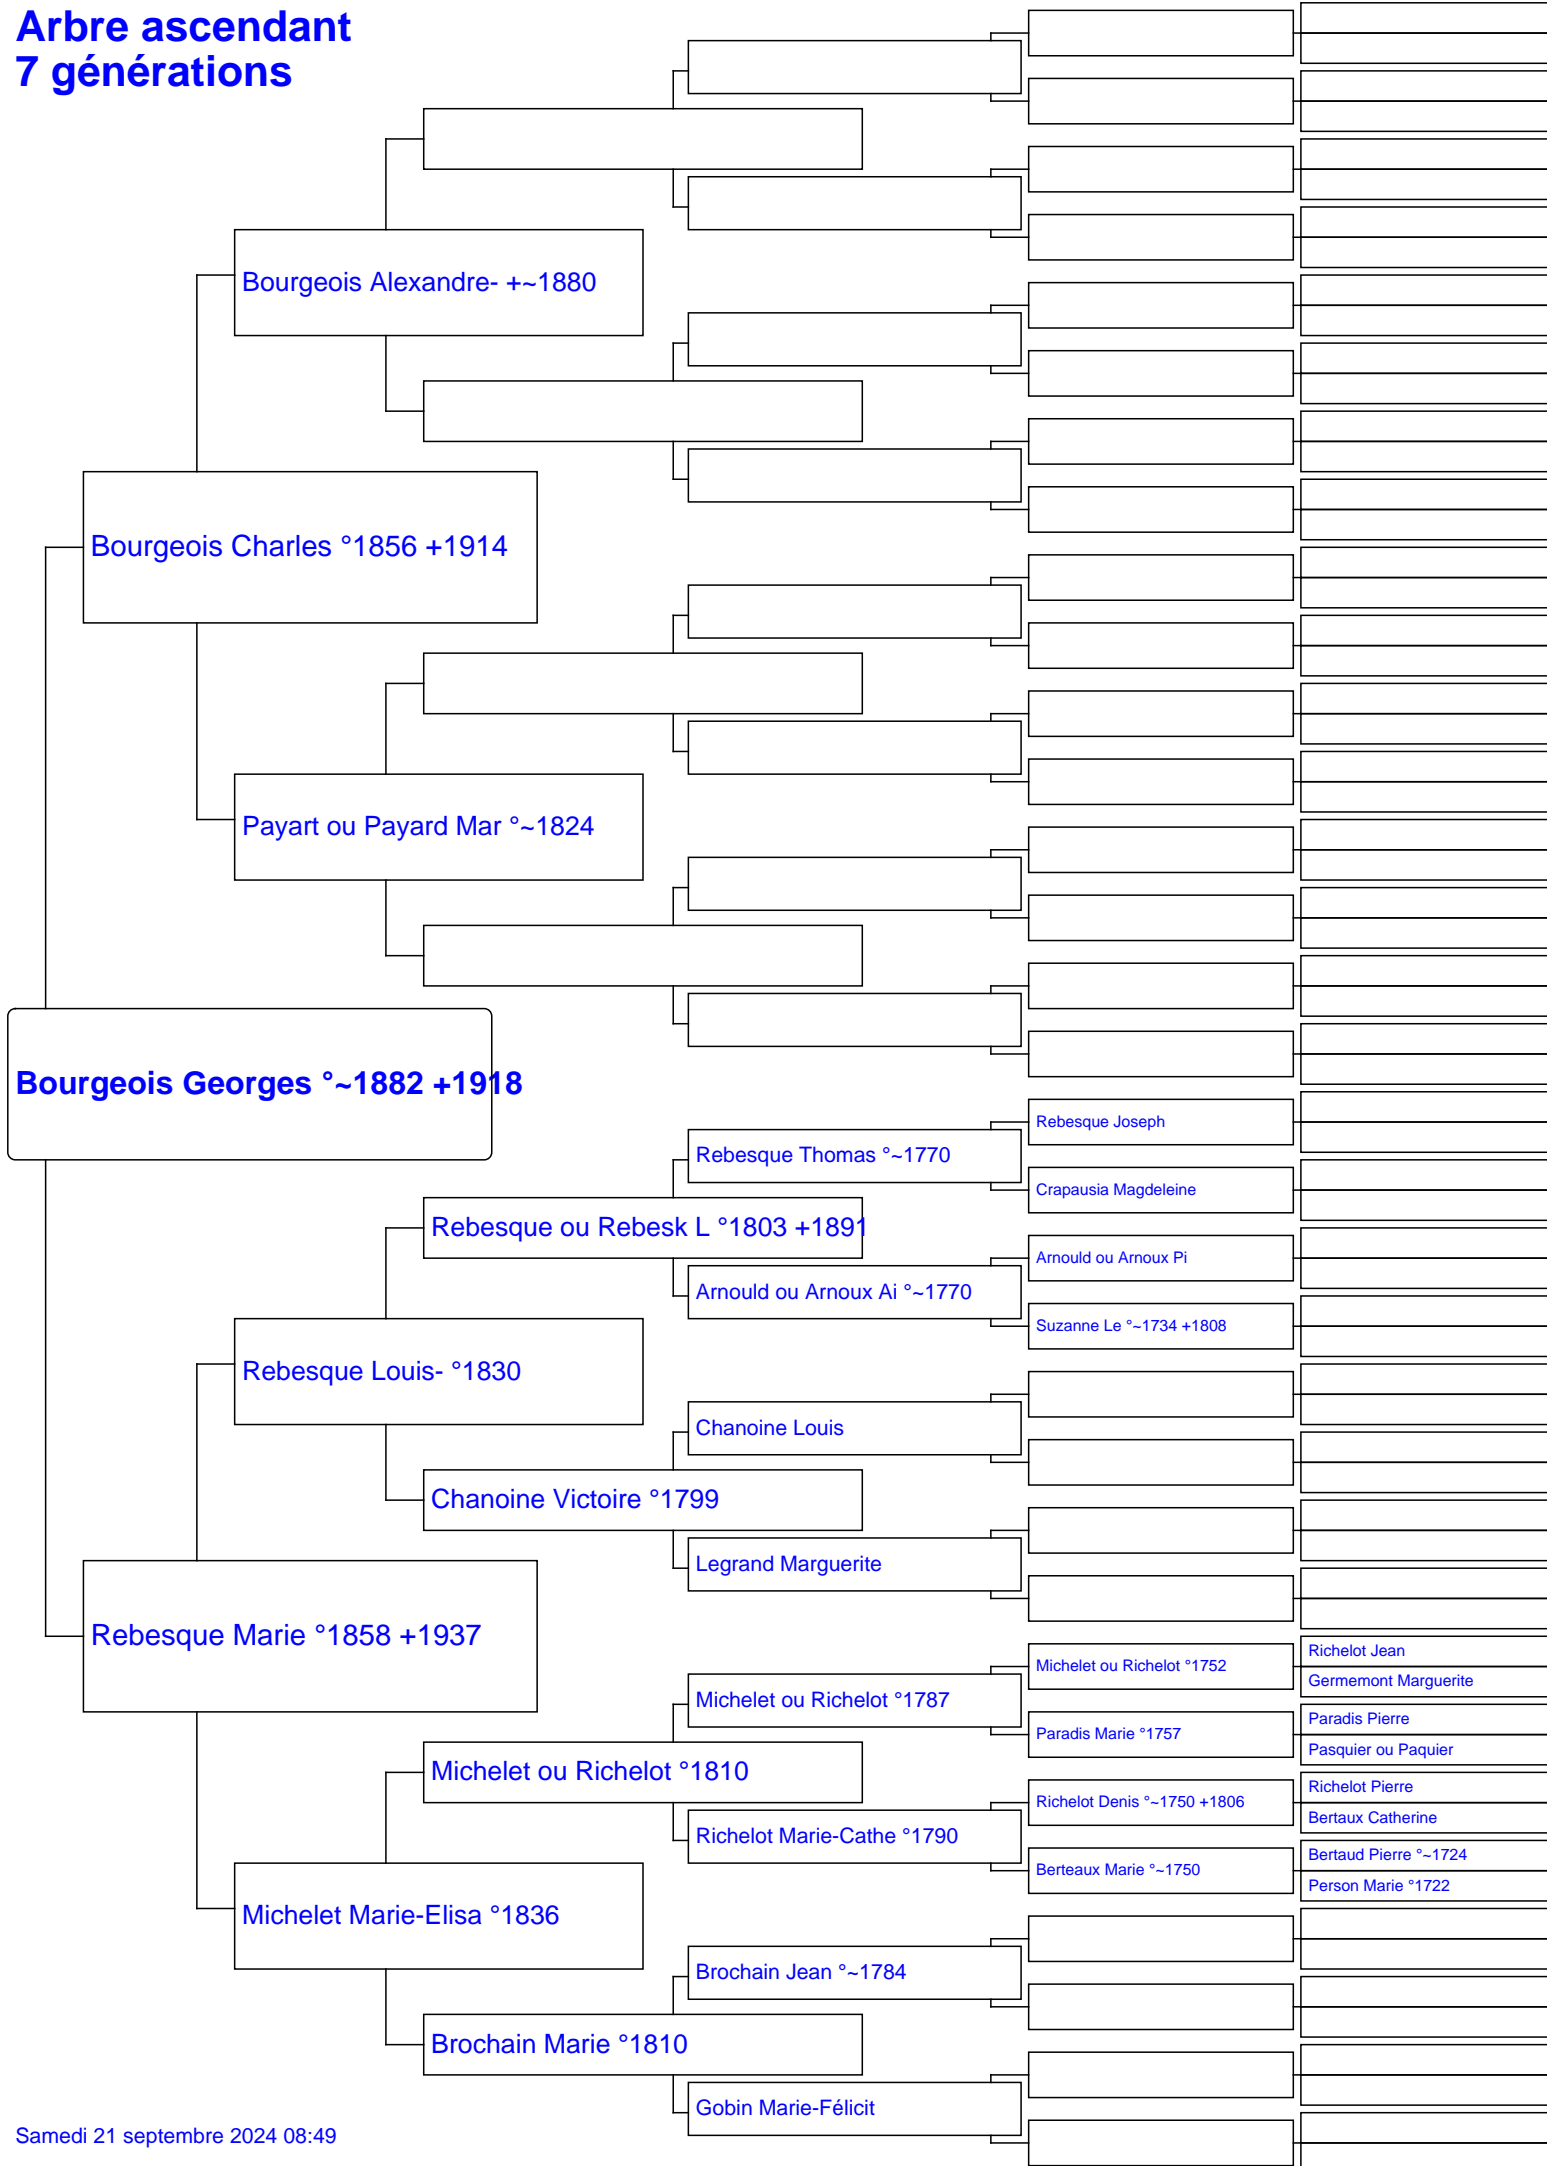 Arbre ascendant
7 générations
Bourgeois Alexandre- +~1880
Bourgeois Charles °1856 +1914
Payart ou Payard Mar °~1824
Bourgeois Georges °~1882 +1918
Rebesque Joseph
Rebesque Thomas °~1770
Crapausia Magdeleine
Rebesque ou Rebesk L °1803 +1891
Arnould ou Arnoux Pi
Arnould ou Arnoux Ai °~1770
Suzanne Le °~1734 +1808
Rebesque Louis- °1830
Chanoine Louis
Chanoine Victoire °1799
Legrand Marguerite
Rebesque Marie °1858 +1937
Richelot Jean
Michelet ou Richelot °1752
Germemont Marguerite
Michelet ou Richelot °1787
Paradis Pierre
Paradis Marie °1757
Pasquier ou Paquier
Michelet ou Richelot °1810
Richelot Pierre
Richelot Denis °~1750 +1806
Bertaux Catherine
Richelot Marie-Cathe °1790
Bertaud Pierre °~1724
Berteaux Marie °~1750
Person Marie °1722
Michelet Marie-Elisa °1836
Brochain Jean °~1784
Brochain Marie °1810
Gobin Marie-Félicit
Samedi 21 septembre 2024 08:49